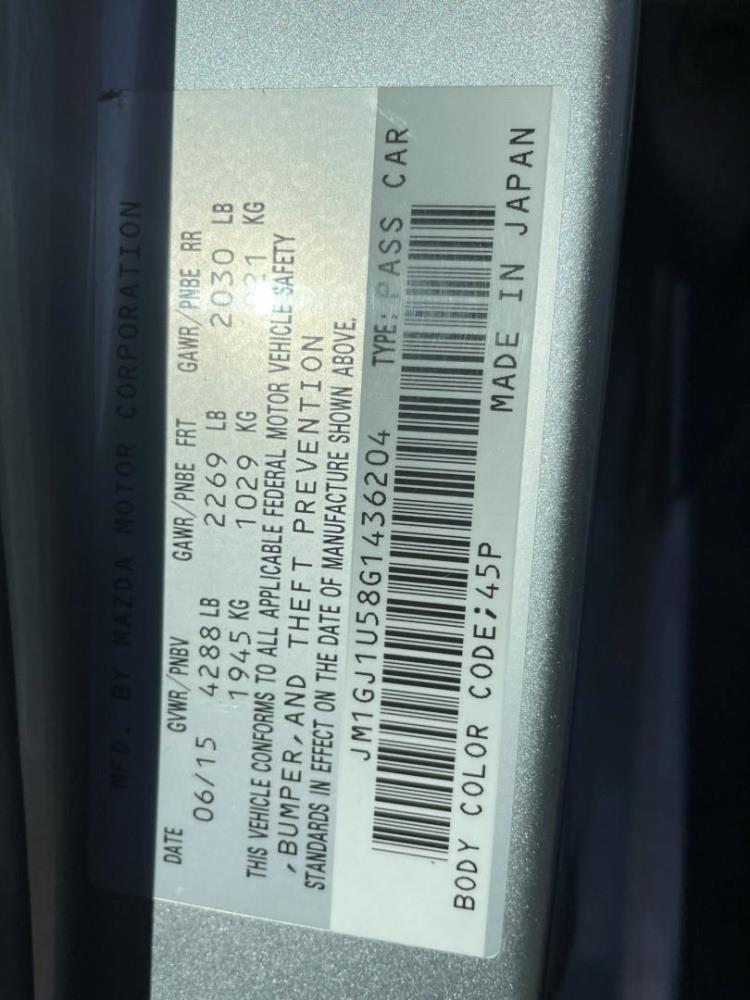 MFD. BY MAZDA MOTOR CORPORATION
DATE GVWR/PNBV GAWR/PNBE FRT GAWR/PNBE RR
06/15 4288 LB 2269 LB 2030 LB
1945 KG 1029 KG KG
THIS VEHICLE CONFORMS TO ALL APPLICABLE FEDERAL MOTOR VEHICLE SAFETY
,BUMPER,AND THEFT PREVENTION
STANDARDS IN EFFECT ON THE DATE OF MANUFACTURE SHOWN ABOVE.
JM1GJ1U58G1436204 TYPE: PASS CAR
BODY COLOR CODE;45P MADE IN JAPAN